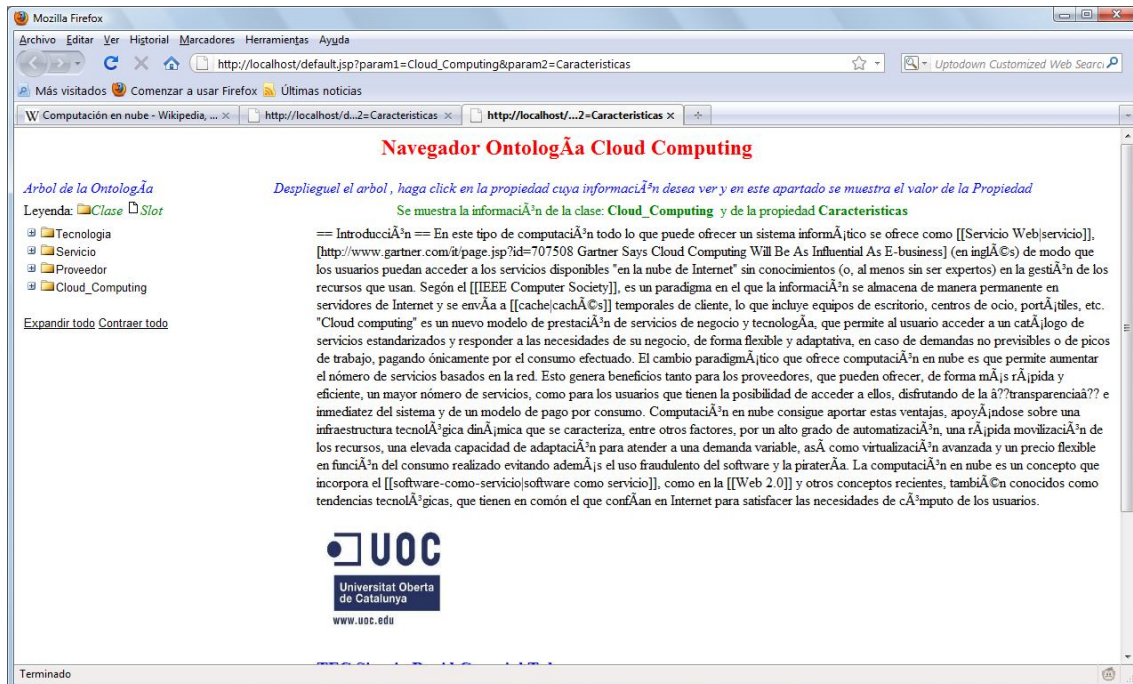 Mozilla Firefox
Archivo Editar Ver Historial Marcadores Herramientas Ayuda
http://localhost/default.jsp?param1=Cloud_Computing&param2=Caracteristicas
Uptodown Customized Web Searc
Más visitados Comenzar a usar Firefox Últimas noticias
W Computación en nube - Wikipedia, ... http://localhost/d...2=Caracteristicas http://localhost/...2=Caracteristicas
Navegador OntologÃa Cloud Computing
Arbol de la OntologÃa
Leyenda: Clase Slot
Tecnologia
Servicio
Proveedor
Cloud_Computing
Expandir todo Contraer todo
Desplieguel el arbol , haga click en la propiedad cuya informaciÃ³n desea ver y en este apartado se muestra el valor de la Propiedad
Se muestra la informaciÃ³n de la clase: Cloud_Computing y de la propiedad Caracteristicas
== IntroducciÃ³n == En este tipo de computaciÃ³n todo lo que puede ofrecer un sistema informÃ¡tico se ofrece como [[Servicio Web|servicio]],
[http://www.gartner.com/it/page.jsp?id=707508 Gartner Says Cloud Computing Will Be As Influential As E-business] (en inglÃ©s) de modo que
los usuarios puedan acceder a los servicios disponibles "en la nube de Internet" sin conocimientos (o, al menos sin ser expertos) en la gestiÃ³n de los
recursos que usan. Según el [[IEEE Computer Society]], es un paradigma en el que la informaciÃ³n se almacena de manera permanente en
servidores de Internet y se envÃa a [[cache|cachÃ©s]] temporales de cliente, lo que incluye equipos de escritorio, centros de ocio, portÃ¡tiles, etc.
"Cloud computing" es un nuevo modelo de prestaciÃ³n de servicios de negocio y tecnologÃa, que permite al usuario acceder a un catÃ¡logo de
servicios estandarizados y responder a las necesidades de su negocio, de forma flexible y adaptativa, en caso de demandas no previsibles o de picos
de trabajo, pagando ónicamente por el consumo efectuado. El cambio paradigmÃ¡tico que ofrece computaciÃ³n en nube es que permite aumentar
el nómero de servicios basados en la red. Esto genera beneficios tanto para los proveedores, que pueden ofrecer, de forma mÃ¡s rÃ¡pida y
eficiente, un mayor nómero de servicios, como para los usuarios que tienen la posibilidad de acceder a ellos, disfrutando de la â??transparenciaâ?? e
inmediatez del sistema y de un modelo de pago por consumo. ComputaciÃ³n en nube consigue aportar estas ventajas, apoyÃ¡ndose sobre una
infraestructura tecnolÃ³gica dinÃ¡mica que se caracteriza, entre otros factores, por un alto grado de automatizaciÃ³n, una rÃ¡pida movilizaciÃ³n de
los recursos, una elevada capacidad de adaptaciÃ³n para atender a una demanda variable, asÃ como virtualizaciÃ³n avanzada y un precio flexible
en funciÃ³n del consumo realizado evitando ademÃ¡s el uso fraudulento del software y la piraterÃa. La computaciÃ³n en nube es un concepto que
incorpora el [[software-como-servicio|software como servicio]], como en la [[Web 2.0]] y otros conceptos recientes, tambiÃ©n conocidos como
tendencias tecnolÃ³gicas, que tienen en común el que confÃan en Internet para satisfacer las necesidades de cÃ³mputo de los usuarios.
UOC
Universitat Oberta
de Catalunya
www.uoc.edu
Terminado